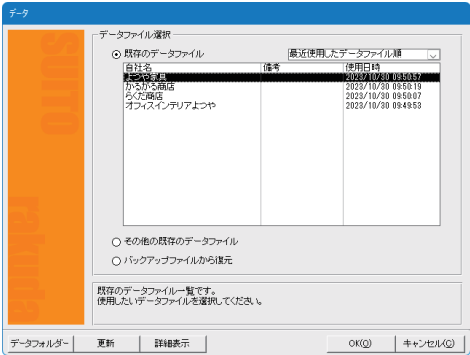 データ
データファイル選択
既存のデータファイル
最近使用したデータファイル順
自社名 備考 使用日時
よつや家具 2023/10/30 09:50:57
かるがる商店 2023/10/30 09:50:19
らくだ商店 2023/10/30 09:50:07
オフィスインテリアよつや 2023/10/30 09:49:53
その他の既存のデータファイル
バックアップファイルから復元
既存のデータファイル一覧です。
使用したいデータファイルを選択してください。
rakuda
データフォルダー 更新 詳細表示 OK(O) キャンセル(C)